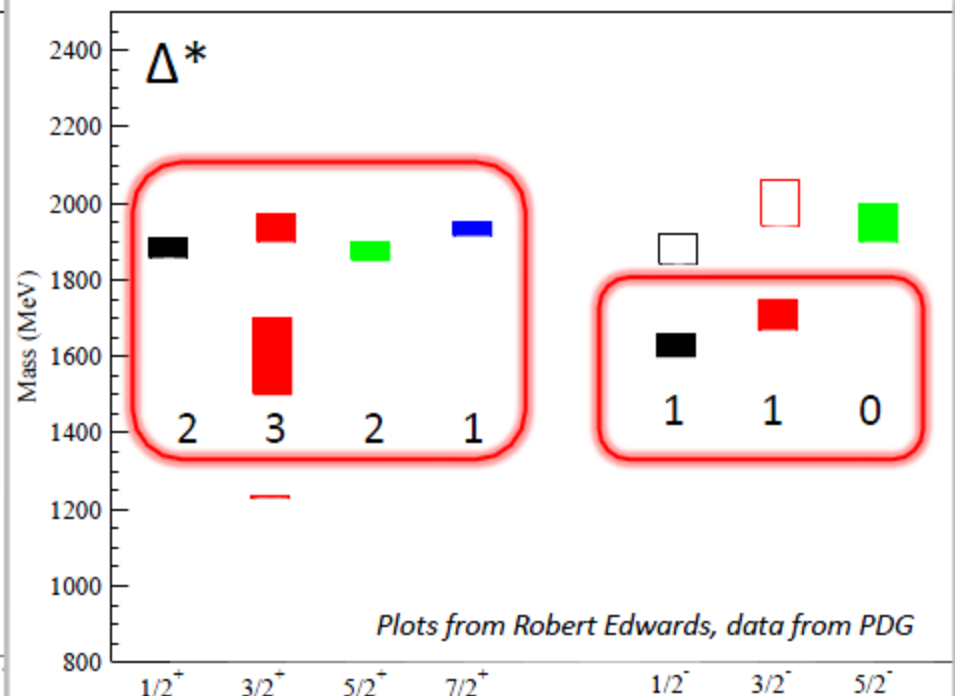 Δ*
Mass (MeV)
2400
2200
2000
1800
1600
1400
1200
1000
800
2 3 2 1
1 1 0
Plots from Robert Edwards, data from PDG
1/2⁺ 3/2⁺ 5/2⁺ 7/2⁺ 1/2⁻ 3/2⁻ 5/2⁻